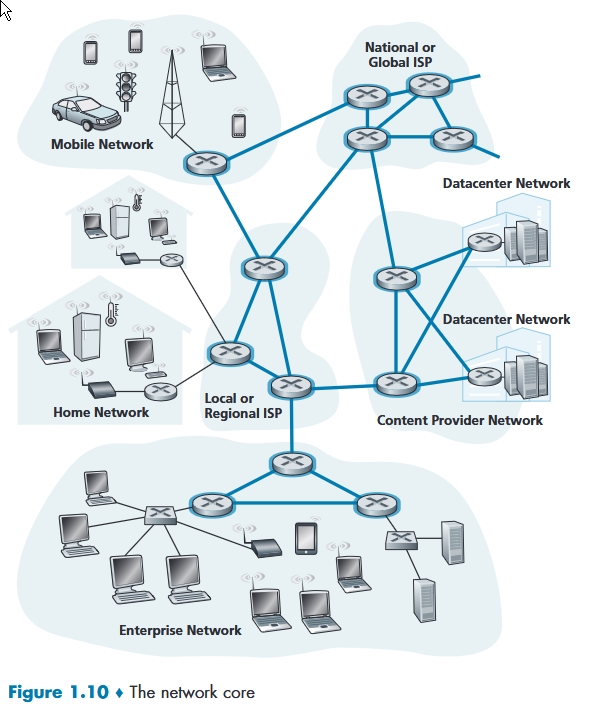 National or
Global ISP
Mobile Network
Datacenter Network
Datacenter Network
Home Network
Local or
Regional ISP
Content Provider Network
Enterprise Network
Figure 1.10 ♦ The network core